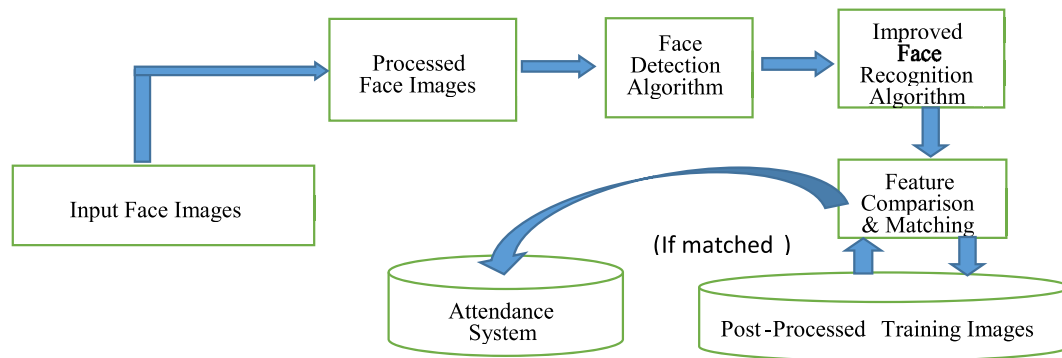 Processed
Face Images
Face
Detection
Algorithm
Improved
Face
Recognition
Algorithm
Input Face Images
Feature
Comparison
& Matching
(If matched )
Attendance
System
Post-Processed Training Images